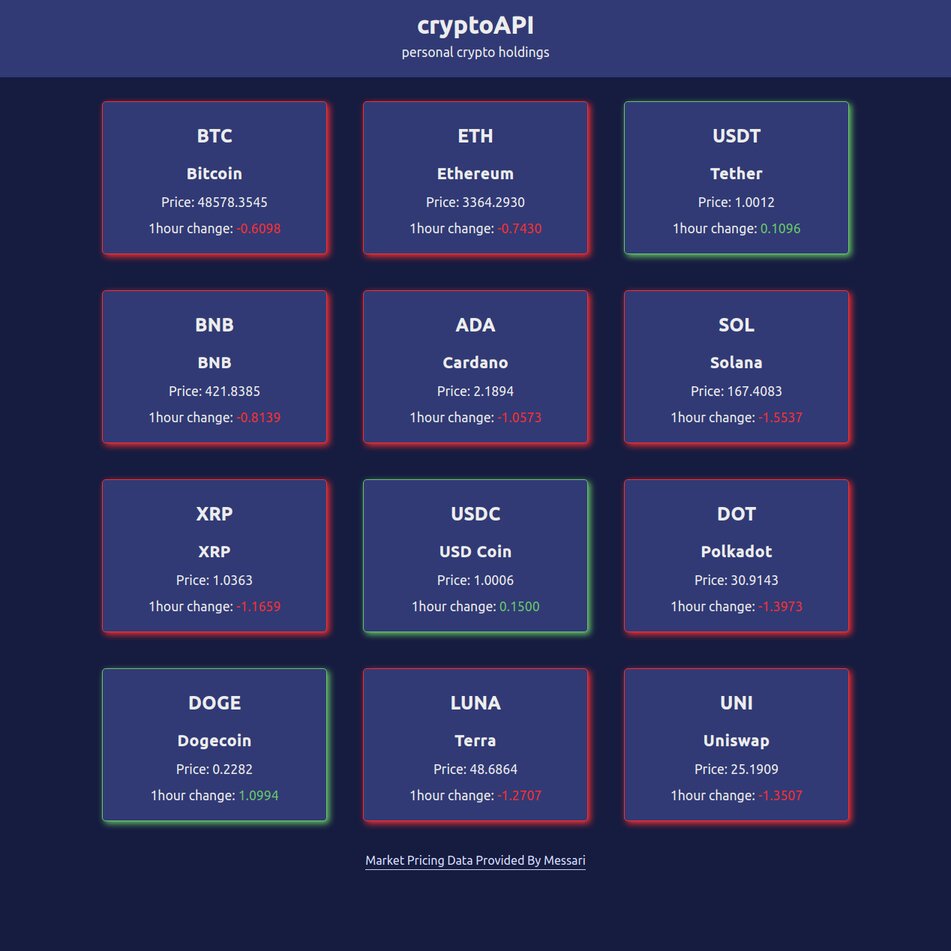 cryptoAPI
personal crypto holdings
BTC
Bitcoin
Price: 48578.3545
1hour change: -0.6098
ETH
Ethereum
Price: 3364.2930
1hour change: -0.7430
USDT
Tether
Price: 1.0012
1hour change: 0.1096
BNB
BNB
Price: 421.8385
1hour change: -0.8139
ADA
Cardano
Price: 2.1894
1hour change: -1.0573
SOL
Solana
Price: 167.4083
1hour change: -1.5537
XRP
XRP
Price: 1.0363
1hour change: -1.1659
USDC
USD Coin
Price: 1.0006
1hour change: 0.1500
DOT
Polkadot
Price: 30.9143
1hour change: -1.3973
DOGE
Dogecoin
Price: 0.2282
1hour change: 1.0994
LUNA
Terra
Price: 48.6864
1hour change: -1.2707
UNI
Uniswap
Price: 25.1909
1hour change: -1.3507
Market Pricing Data Provided By Messari